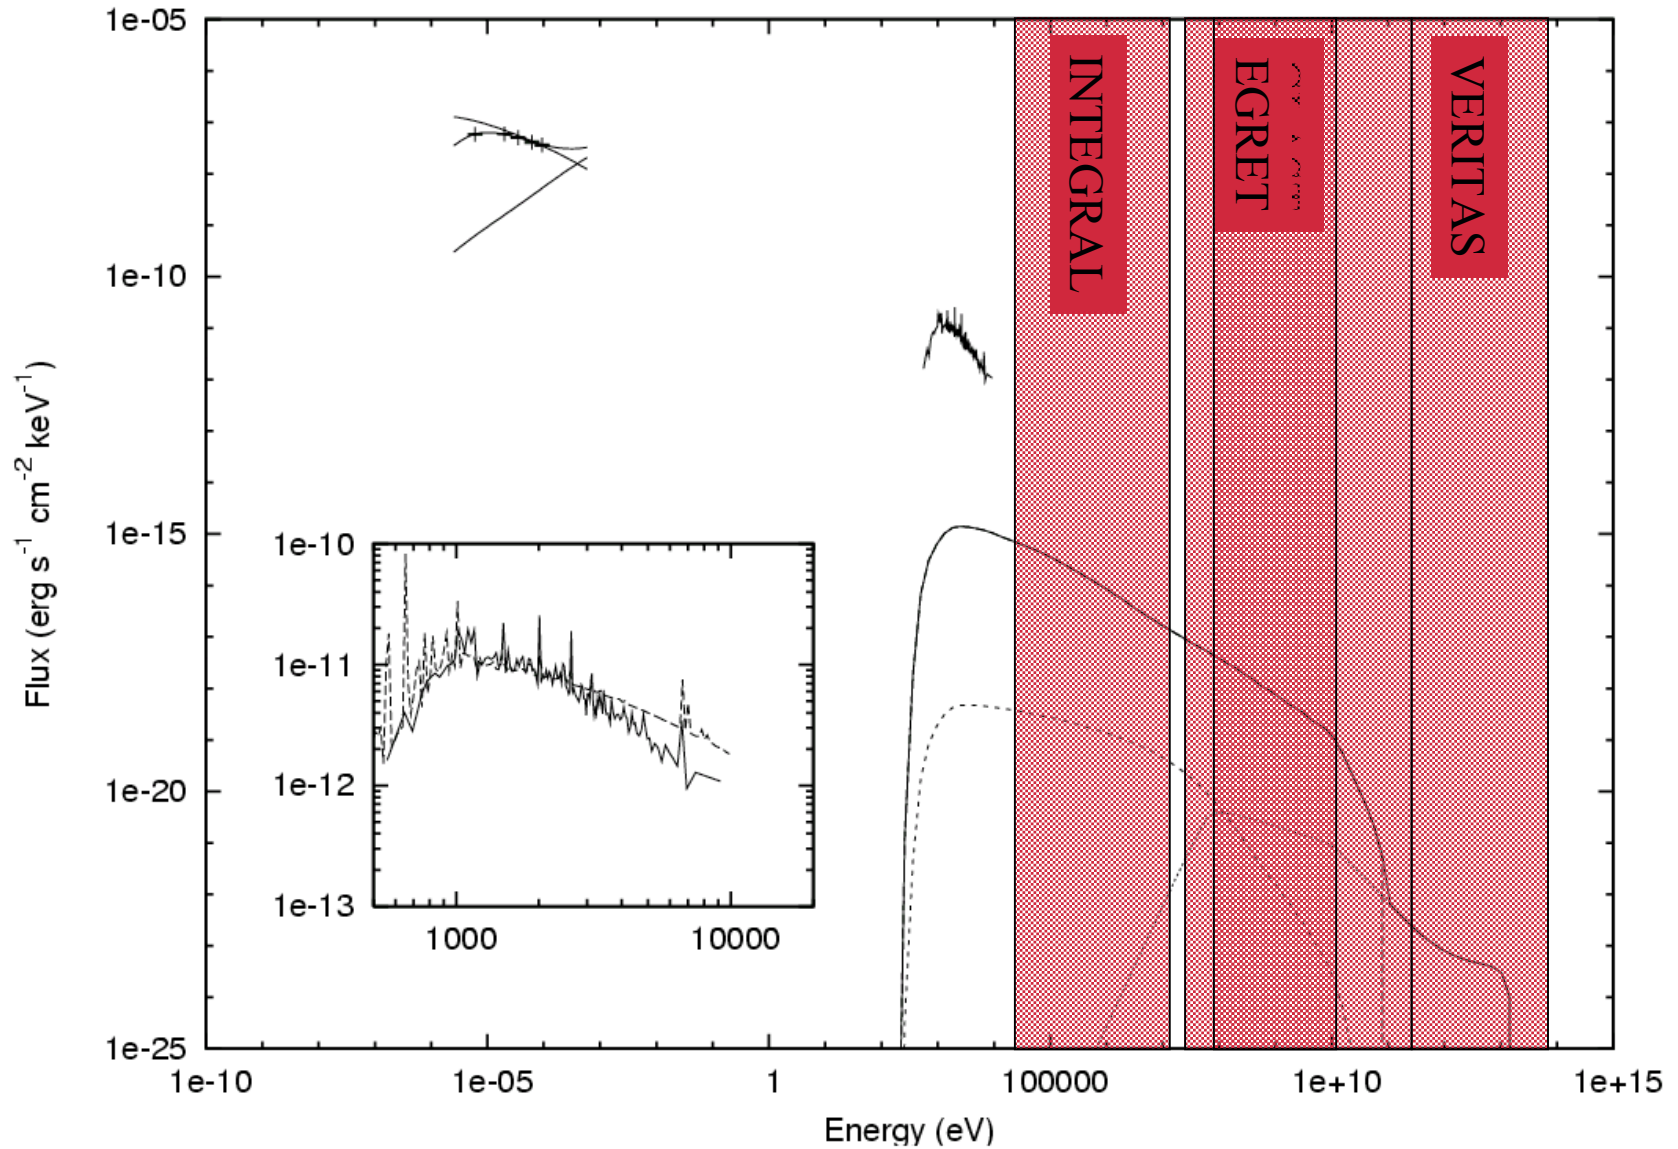 1e-05
1e-10
1e-15
1e-20
1e-25
Flux (erg s⁻¹ cm⁻² keV⁻¹)
INTEGRAL
EGRET
VERITAS
1e-10
1e-11
1e-12
1e-13
1000 10000
1e-10 1e-05 1 100000 1e+10 1e+15
Energy (eV)